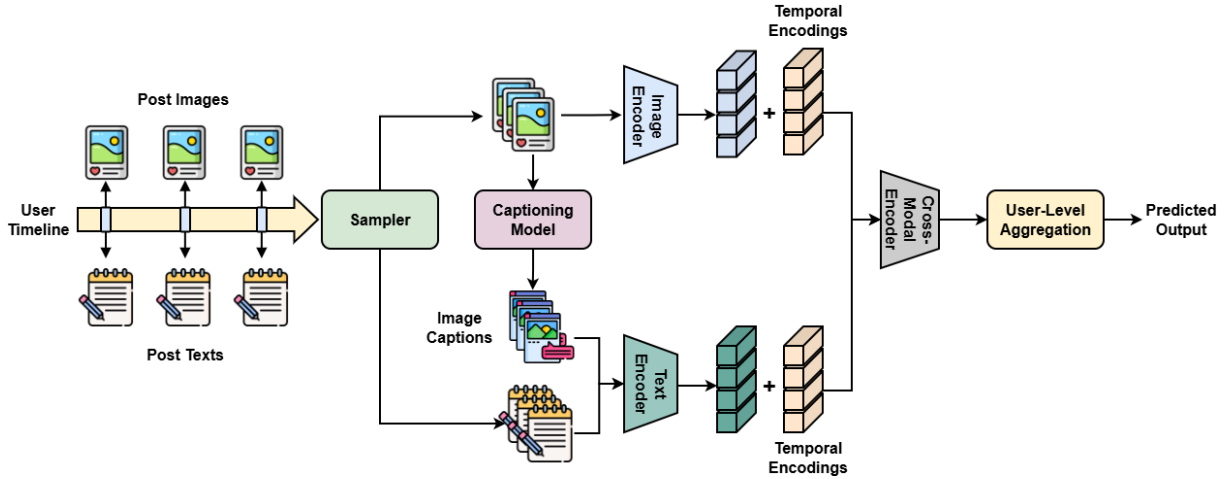 Temporal
Encodings
Post Images
Image
Encoder
+
User
Timeline
Sampler
Captioning
Model
Cross-
Modal
Encoder
User-Level
Aggregation
Predicted
Output
Image
Captions
Post Texts
Text
Encoder
+
Temporal
Encodings